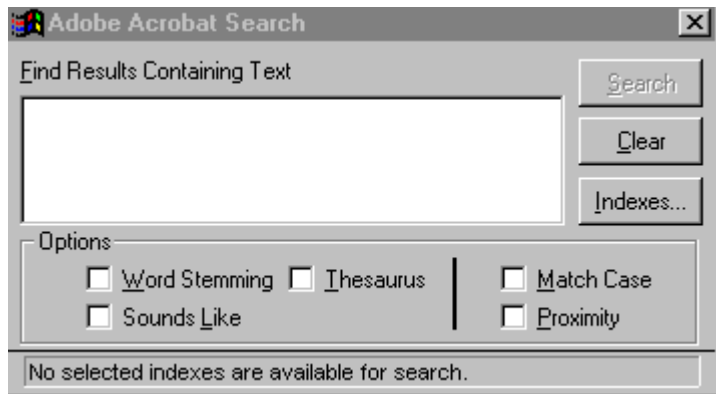 Adobe Acrobat Search
Find Results Containing Text
Search
Clear
Indexes...
Options
Word Stemming Thesaurus Match Case
Sounds Like Proximity
No selected indexes are available for search.